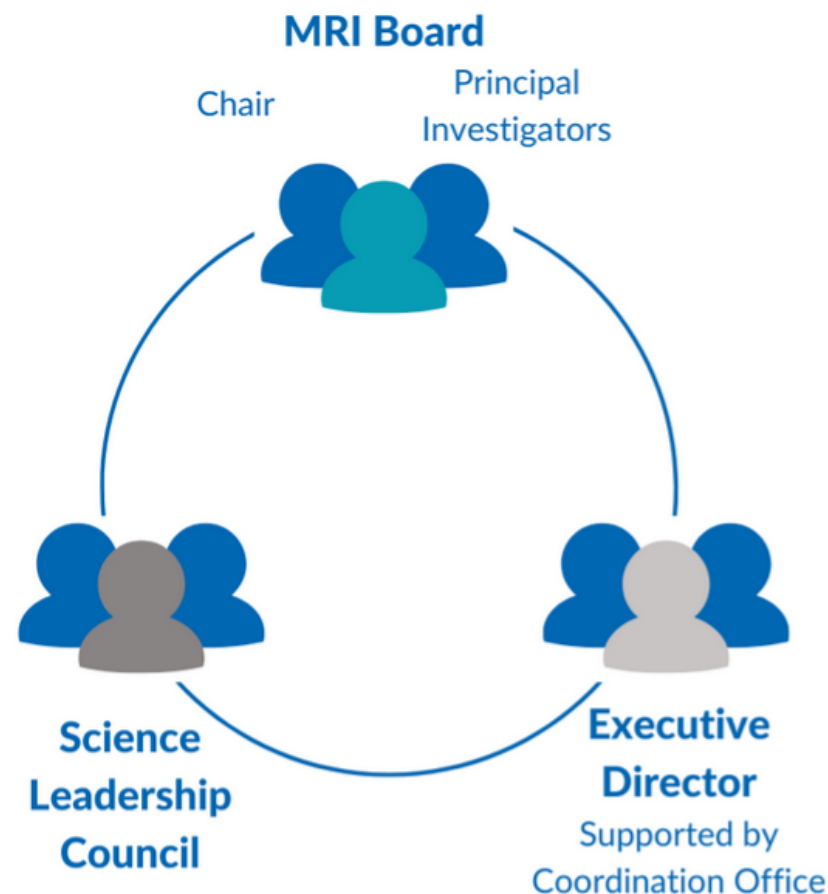 MRI Board
Chair
Principal
Investigators
Science
Leadership
Council
Executive
Director
Supported by
Coordination Office